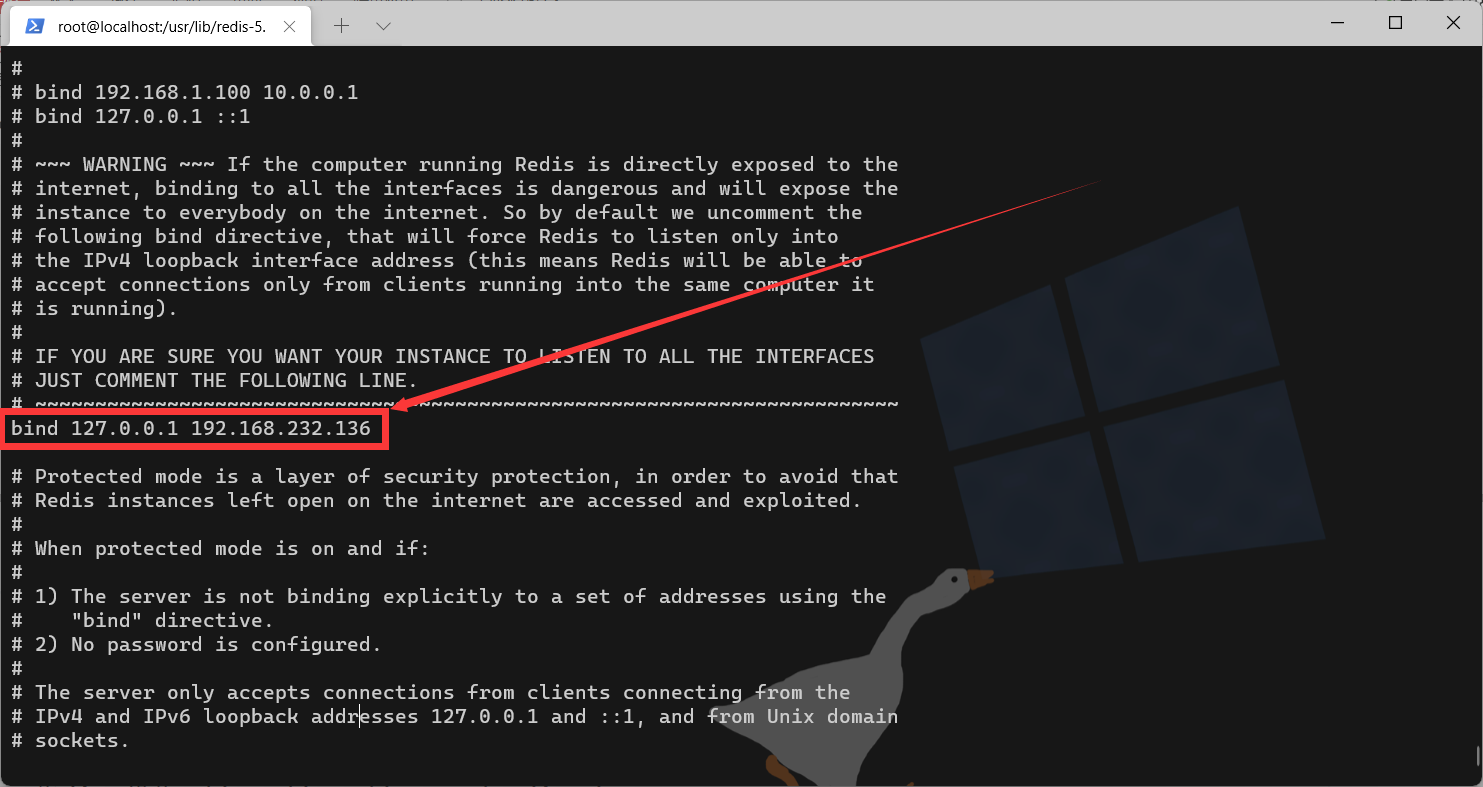 root@localhost:/usr/lib/redis-5.
#
# bind 192.168.1.100 10.0.0.1
# bind 127.0.0.1 ::1
#
# ~~~ WARNING ~~~ If the computer running Redis is directly exposed to the
# internet, binding to all the interfaces is dangerous and will expose the
# instance to everybody on the internet. So by default we uncomment the
# following bind directive, that will force Redis to listen only into
# the IPv4 loopback interface address (this means Redis will be able to
# accept connections only from clients running into the same computer it
# is running).
#
# IF YOU ARE SURE YOU WANT YOUR INSTANCE TO LISTEN TO ALL THE INTERFACES
# JUST COMMENT THE FOLLOWING LINE.
# ~~~~~~~~~~~~~~~~~~~~~~~~~~~~~~~~~~~~~~~~~~~~~~~~~~~~~~~~~~~~~~~~~~~~~~~~
bind 127.0.0.1 192.168.232.136
# Protected mode is a layer of security protection, in order to avoid that
# Redis instances left open on the internet are accessed and exploited.
#
# When protected mode is on and if:
#
# 1) The server is not binding explicitly to a set of addresses using the
#    "bind" directive.
# 2) No password is configured.
#
# The server only accepts connections from clients connecting from the
# IPv4 and IPv6 loopback addresses 127.0.0.1 and ::1, and from Unix domain
# sockets.